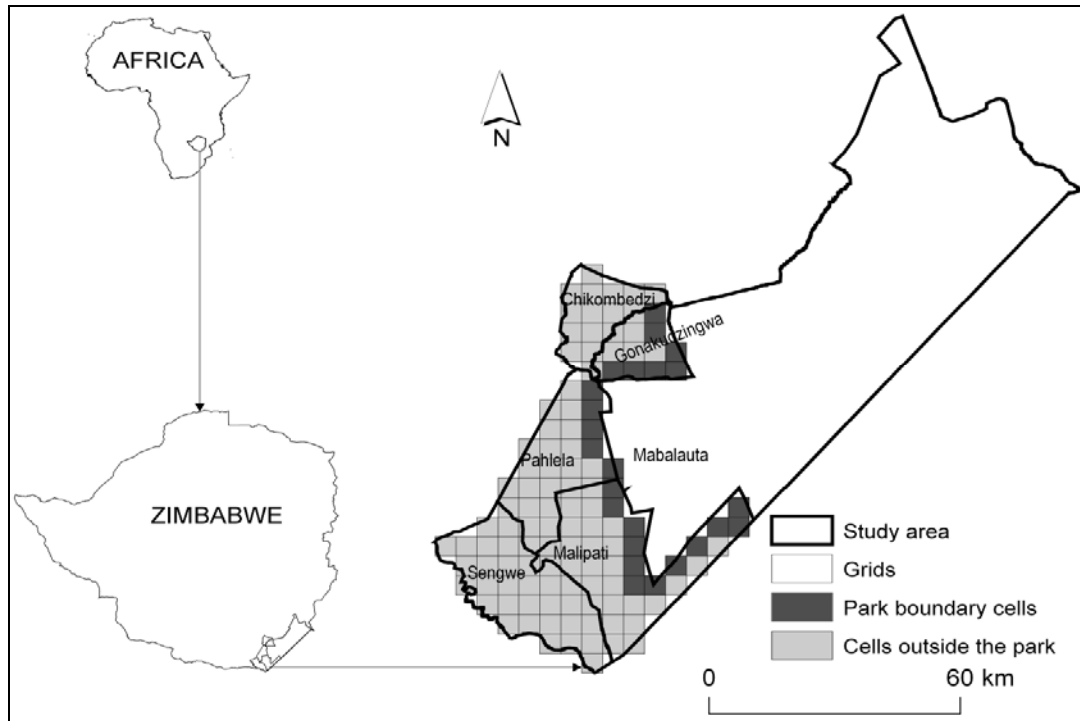 AFRICA
N
ZIMBABWE
Chikombedzi
Gonakudzingwa
Pahlela
Mabalauta
Malipati
Sengwe
Study area
Grids
Park boundary cells
Cells outside the park
0 60 km